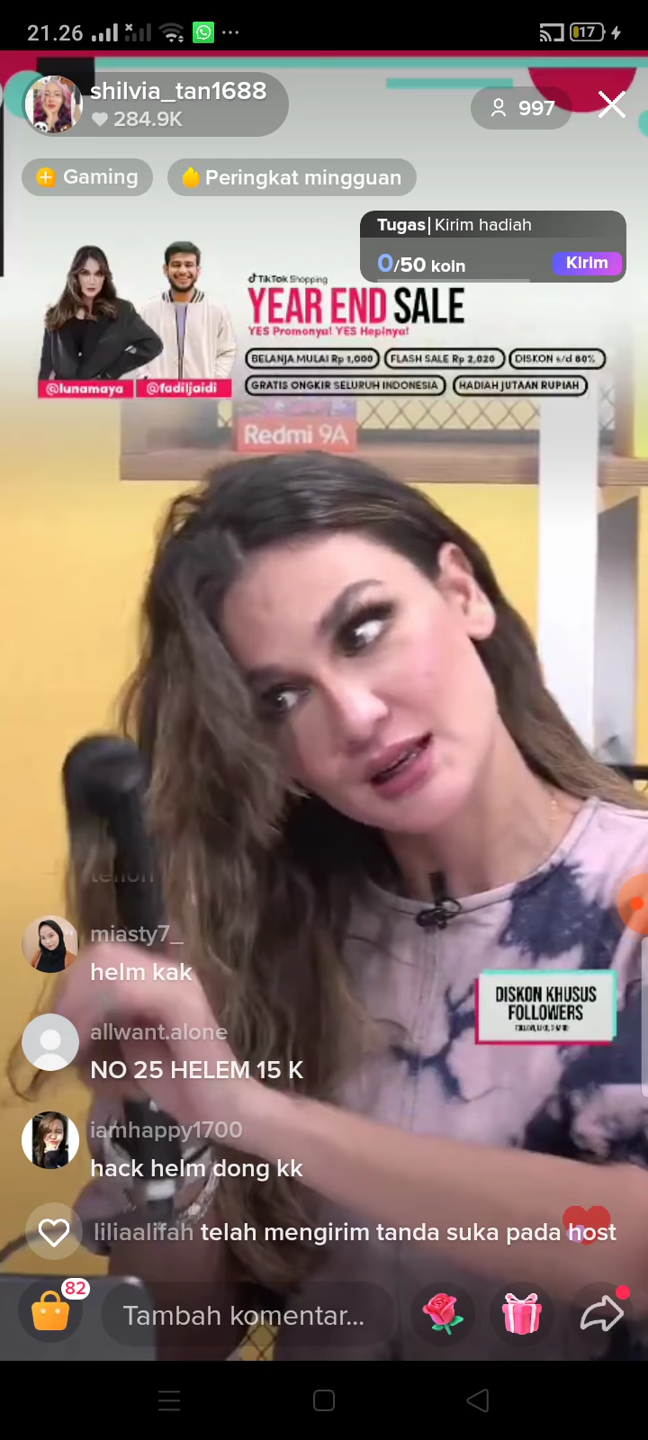 21.26
17
shilvia_tan1688
284.9K
997
Gaming
Peringkat mingguan
Tugas| Kirim hadiah
0/50 koin
Kirim
TikTok Shopping
YEAR END SALE
YES Promonya! YES Hepinya!
BELANJA MULAI Rp 1,000
FLASH SALE Rp 2,020
DISKON s/d 80%
GRATIS ONGKIR SELURUH INDONESIA
HADIAH JUTAAN RUPIAH
@lunamaya
@fadiljaidi
Redmi 9A
miasty7_
helm kak
allwant.alone
NO 25 HELEM 15 K
iamhappy1700
hack helm dong kk
liliaalifah telah mengirim tanda suka pada host
DISKON KHUSUS
FOLLOWERS
82
Tambah komentar...